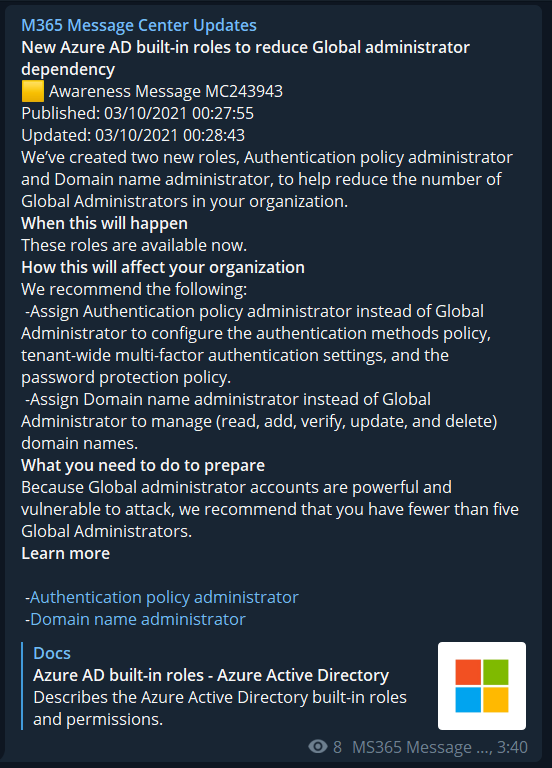 M365 Message Center Updates
New Azure AD built-in roles to reduce Global administrator
dependency
Awareness Message MC243943
Published: 03/10/2021 00:27:55
Updated: 03/10/2021 00:28:43
We’ve created two new roles, Authentication policy administrator
and Domain name administrator, to help reduce the number of
Global Administrators in your organization.
When this will happen
These roles are available now.
How this will affect your organization
We recommend the following:
-Assign Authentication policy administrator instead of Global
Administrator to configure the authentication methods policy,
tenant-wide multi-factor authentication settings, and the
password protection policy.
-Assign Domain name administrator instead of Global
Administrator to manage (read, add, verify, update, and delete)
domain names.
What you need to do to prepare
Because Global administrator accounts are powerful and
vulnerable to attack, we recommend that you have fewer than five
Global Administrators.
Learn more
-Authentication policy administrator
-Domain name administrator
Docs
Azure AD built-in roles - Azure Active Directory
Describes the Azure Active Directory built-in roles
and permissions.
8 MS365 Message ..., 3:40